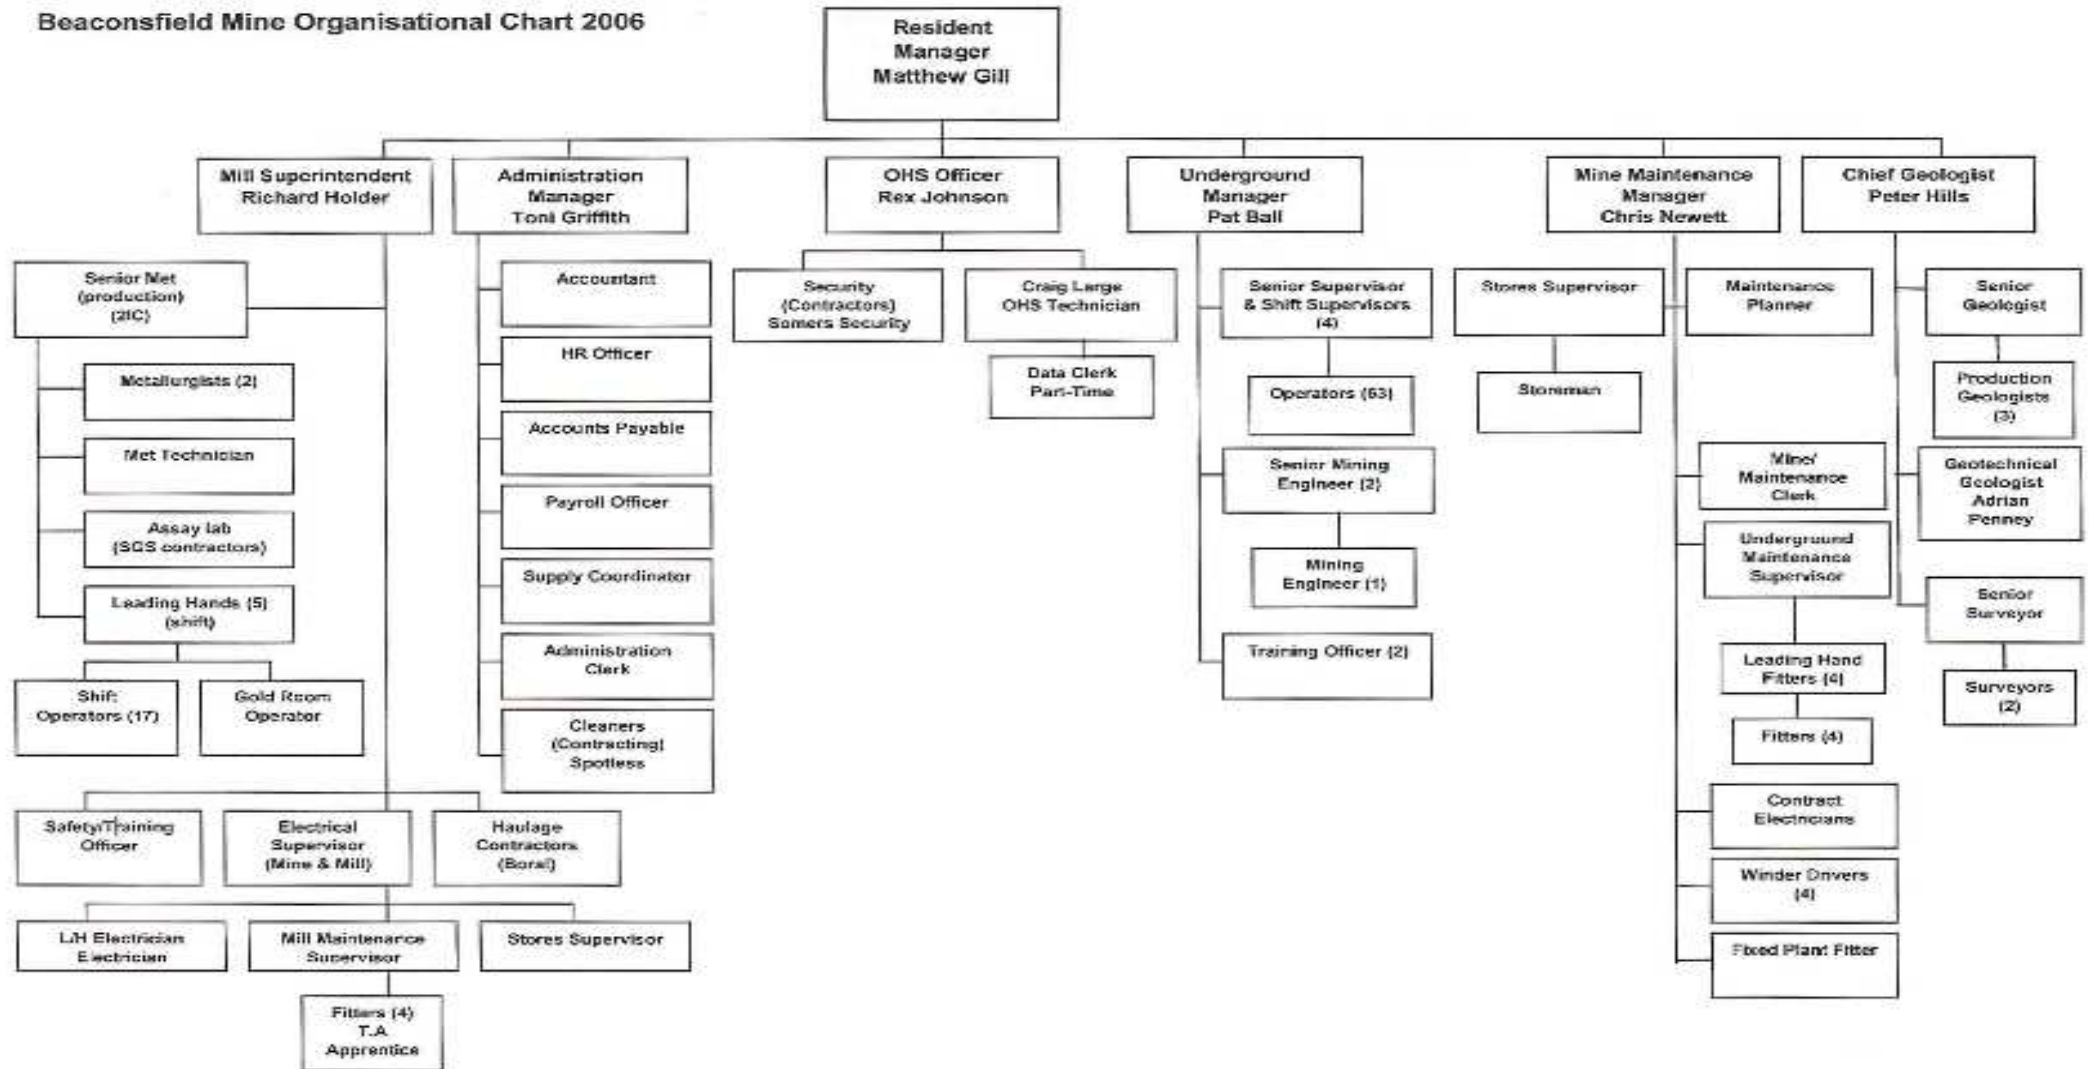 Beaconsfield Mine Organisational Chart 2006
Resident
Manager
Matthew Gill
Mill Superintendent
Richard Holder
Administration
Manager
Toni Griffith
OHS Officer
Rex Johnson
Underground
Manager
Pat Ball
Mine Maintenance
Manager
Chris Newett
Chief Geologist
Peter Hills
Senior Met
(production)
(2IC)
Metallurgists (2)
Met Technician
Assay lab
(SGS contractors)
Leading Hands (5)
(shift)
Shift
Operators (17)
Gold Room
Operator
Safety/Training
Officer
Electrical
Supervisor
(Mine & Mill)
Haulage
Contractors
(Boral)
L/H Electrician
Electrician
Mill Maintenance
Supervisor
Stores Supervisor
Fitters (4)
T.A
Apprentice
Accountant
HR Officer
Accounts Payable
Payroll Officer
Supply Coordinator
Administration
Clerk
Cleaners
(Contracting)
Spotless
Security
(Contractors)
Somers Security
Craig Large
OHS Technician
Data Clerk
Part-Time
Senior Supervisor
& Shift Supervisors
(4)
Operators (63)
Senior Mining
Engineer (2)
Mining
Engineer (1)
Training Officer (2)
Stores Supervisor
Storeman
Maintenance
Planner
Mine/
Maintenance
Clerk
Underground
Maintenance
Supervisor
Leading Hand
Fitters (4)
Fitters (4)
Contract
Electricians
Winder Drivers
(4)
Fixed Plant Fitter
Senior
Geologist
Production
Geologists
(3)
Geotechnical
Geologist
Adrian
Penney
Senior
Surveyor
Surveyors
(2)